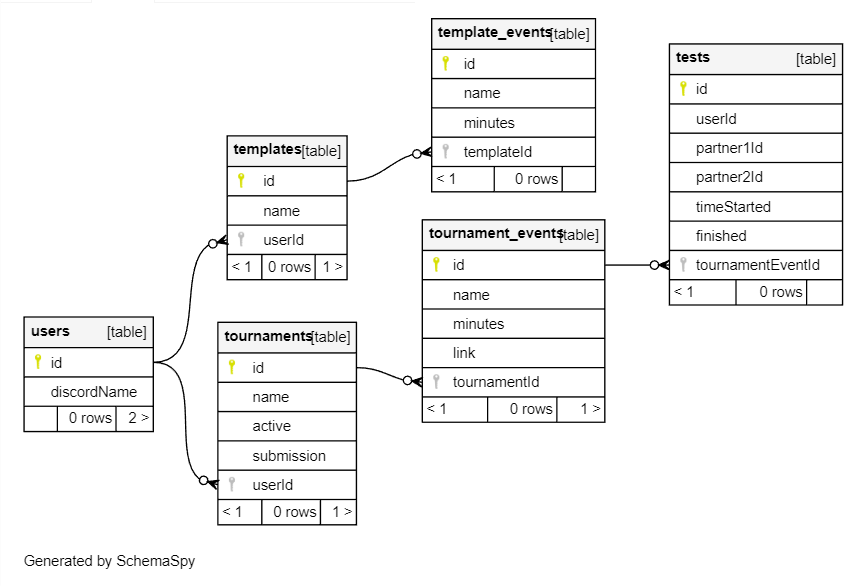 template_events [table]
id
name
minutes
templateId
< 1 0 rows
tests [table]
id
userId
partner1Id
partner2Id
timeStarted
finished
tournamentEventId
< 1 0 rows
templates [table]
id
name
userId
< 1 0 rows 1 >
tournament_events [table]
id
name
minutes
link
tournamentId
< 1 0 rows 1 >
users [table]
id
discordName
0 rows 2 >
tournaments [table]
id
name
active
submission
userId
< 1 0 rows 1 >
Generated by SchemaSpy